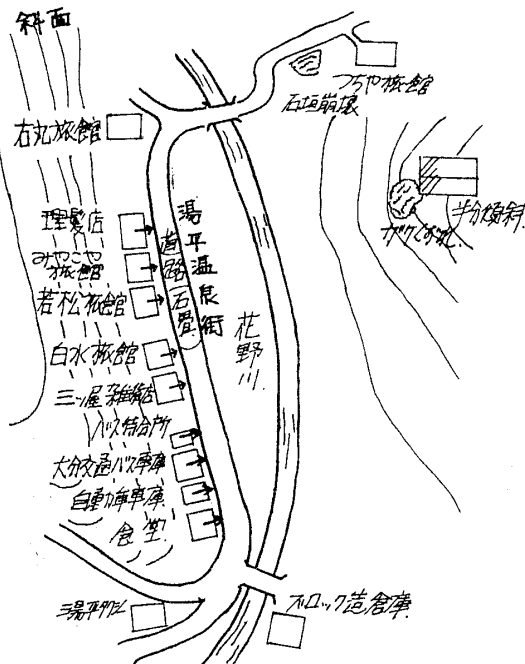 斜面
つちや旅館
石垣崩壊
右丸旅館
半分傾斜
ガケくずれ
理髪店
みやこや
旅館
若松旅館
湯平温泉街
道路石畳
花野川
白水旅館
三ッ屋雑貨店
バス待合所
大分交通バス車庫
自動車車庫
食堂
湯平タクシー
ブロック造倉庫